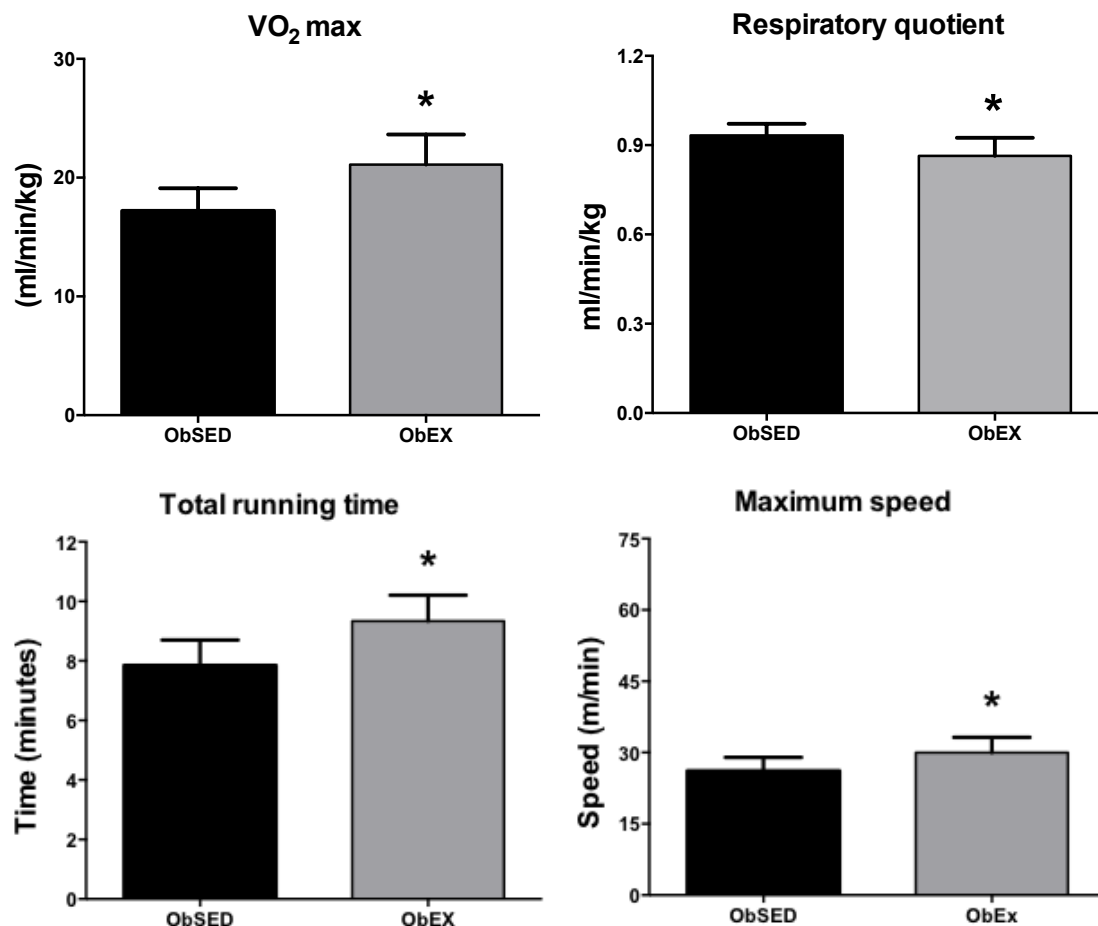 VO2 max
(ml/min/kg)
30
20
10
0
ObSED ObEX
*
Respiratory quotient
ml/min/kg
1.2
0.9
0.6
0.3
0.0
ObSED ObEX
*
Total running time
Time (minutes)
12
10
8
6
4
2
0
ObSED ObEX
*
Maximum speed
Speed (m/min)
75
60
45
30
15
0
ObSED ObEx
*